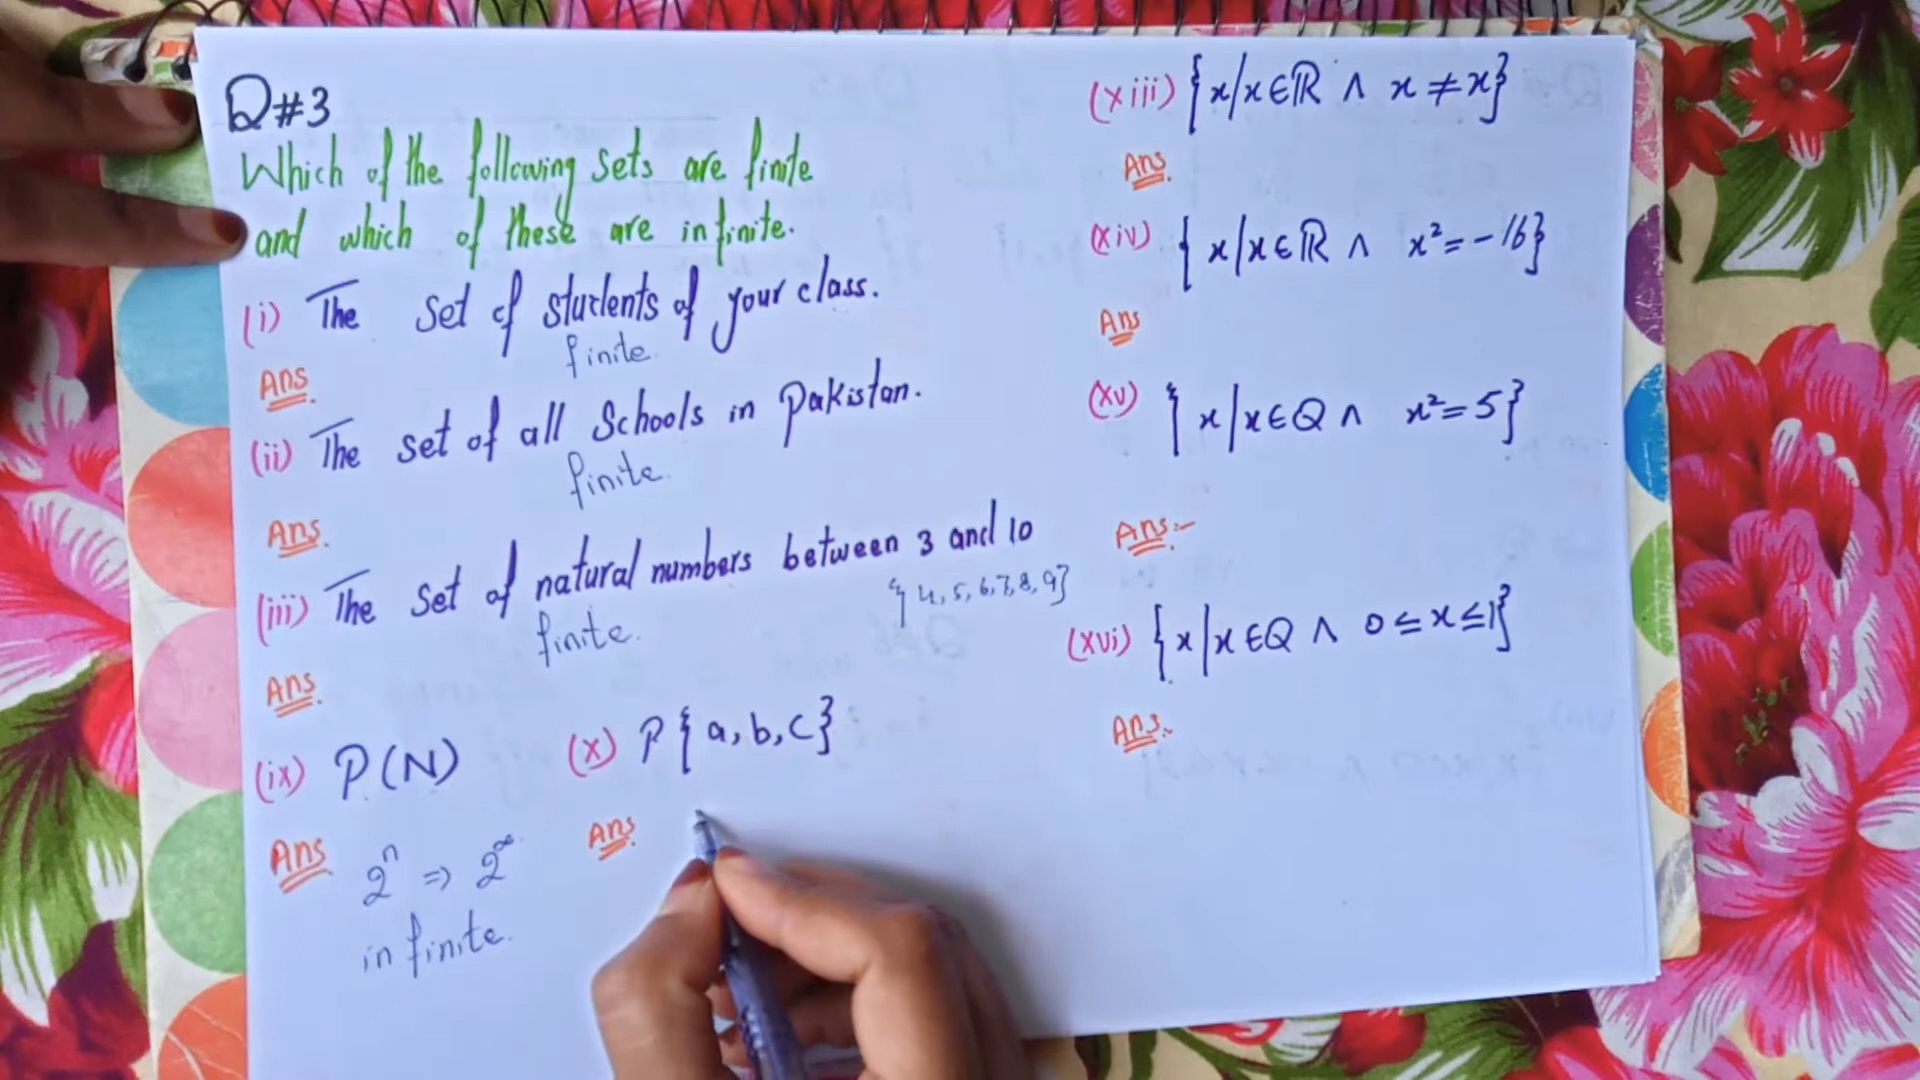 Q#3
Which of the following sets are finite
and which of these are infinite.
(i) The set of students of your class.
finite.
Ans.
(ii) The set of all Schools in Pakistan.
finite.
Ans.
(iii) The set of natural numbers between 3 and 10
{4, 5, 6, 7, 8, 9}
finite.
Ans.
(ix) P(N)
Ans
2ⁿ ⇒ 2^∞
infinite.
(x) P{a, b, c}
Ans.
(xiii) {x/x∈ℝ ∧ x ≠ x}
Ans.
(xiv) {x/x∈ℝ ∧ x² = -16}
Ans
(xv) {x/x∈Q ∧ x² = 5}
Ans:-
(xvi) {x/x∈Q ∧ 0 ≤ x ≤ 1}
Ans:-